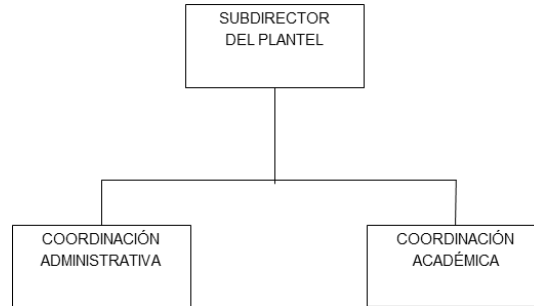 SUBDIRECTOR
DEL PLANTEL
COORDINACIÓN
ADMINISTRATIVA
COORDINACIÓN
ACADÉMICA